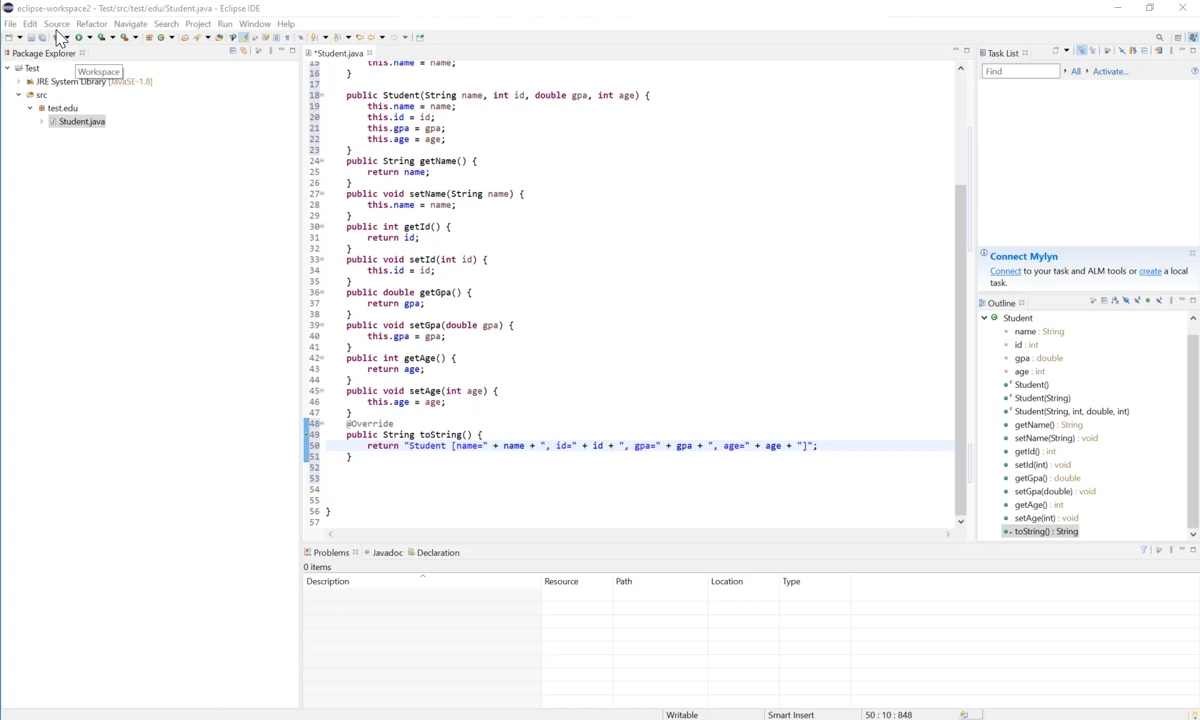 eclipse-workspace2 - Test/src/test/edu/Student.java - Eclipse IDE
File Edit Source Refactor Navigate Search Project Run Window Help
Package Explorer
Workspace
Test
JRE System Library [JavaSE-1.8]
src
test.edu
Student.java
*Student.java
15 this.name = name;
16 }
17
18 public Student(String name, int id, double gpa, int age) {
19 this.name = name;
20 this.id = id;
21 this.gpa = gpa;
22 this.age = age;
23 }
24 public String getName() {
25 return name;
26 }
27 public void setName(String name) {
28 this.name = name;
29 }
30 public int getId() {
31 return id;
32 }
33 public void setId(int id) {
34 this.id = id;
35 }
36 public double getGpa() {
37 return gpa;
38 }
39 public void setGpa(double gpa) {
40 this.gpa = gpa;
41 }
42 public int getAge() {
43 return age;
44 }
45 public void setAge(int age) {
46 this.age = age;
47 }
48 @Override
49 public String toString() {
50 return "Student [name=" + name + ", id=" + id + ", gpa=" + gpa + ", age=" + age + "]";
51 }
52
53
54
55
56 }
57
Task List
Find All Activate...
Connect Mylyn
Connect to your task and ALM tools or create a local
task.
Outline
Student
name : String
id : int
gpa : double
age : int
Student()
Student(String)
Student(String, int, double, int)
getName() : String
setName(String) : void
getId() : int
setId(int) : void
getGpa() : double
setGpa(double) : void
getAge() : int
setAge(int) : void
toString() : String
Problems Javadoc Declaration
0 items
Description Resource Path Location Type
Writable Smart Insert 50 : 10 : 848